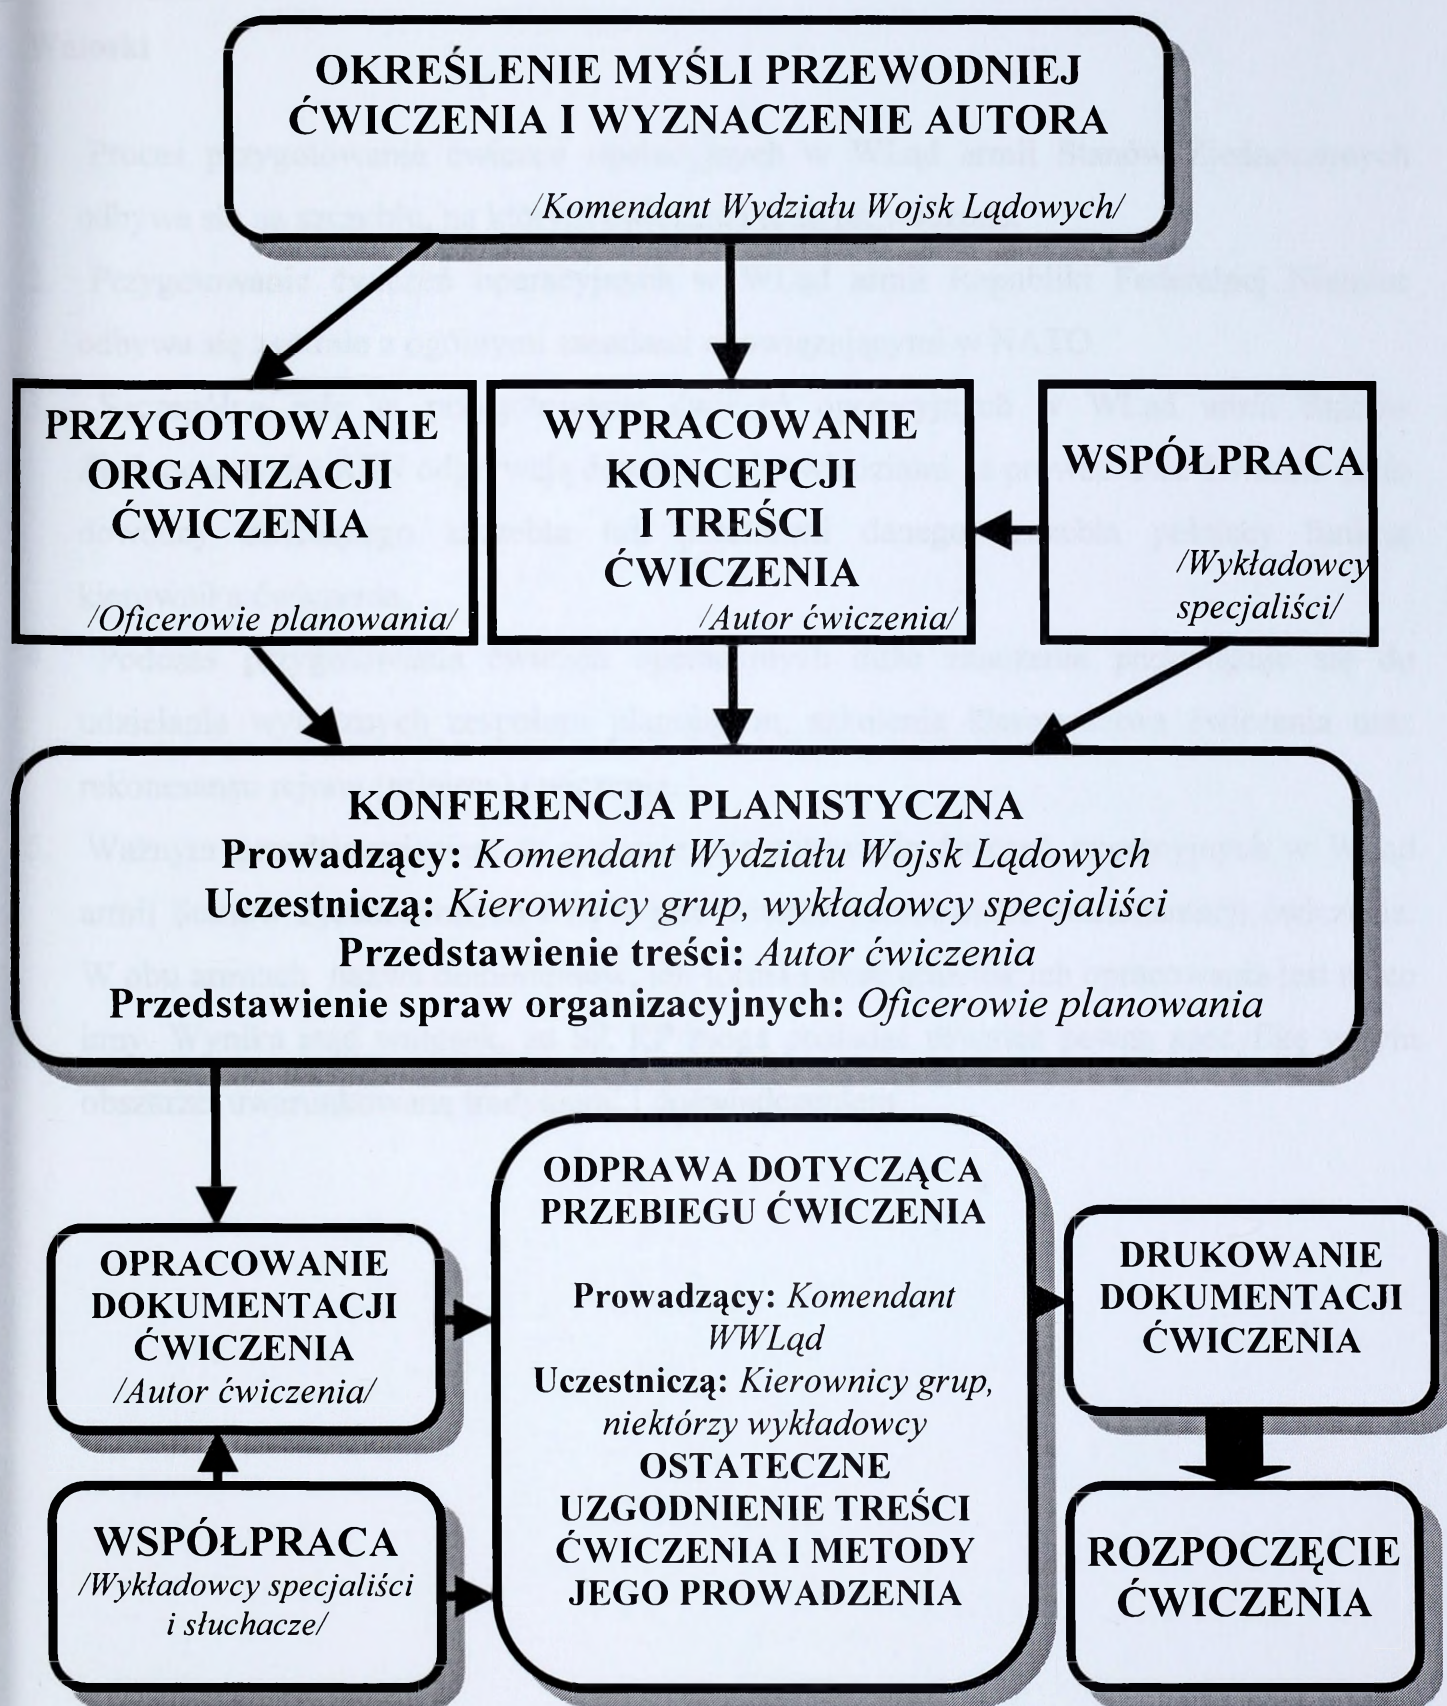 OKREŚLENIE MYŚLI PRZEWODNIEJ
ĆWICZENIA I WYZNACZENIE AUTORA
/Komendant Wydziału Wojsk Lądowych/
PRZYGOTOWANIE
ORGANIZACJI
ĆWICZENIA
/Oficerowie planowania/
WYPRACOWANIE
KONCEPCJI
I TREŚCI
ĆWICZENIA
/Autor ćwiczenia/
WSPÓŁPRACA
/Wykładowcy
specjaliści/
KONFERENCJA PLANISTYCZNA
Prowadzący: Komendant Wydziału Wojsk Lądowych
Uczestniczą: Kierownicy grup, wykładowcy specjaliści
Przedstawienie treści: Autor ćwiczenia
Przedstawienie spraw organizacyjnych: Oficerowie planowania
OPRACOWANIE
DOKUMENTACJI
ĆWICZENIA
/Autor ćwiczenia/
WSPÓŁPRACA
/Wykładowcy specjaliści
i słuchacze/
ODPRAWA DOTYCZĄCA
PRZEBIEGU ĆWICZENIA
Prowadzący: Komendant
WWLąd
Uczestniczą: Kierownicy grup,
niektórzy wykładowcy
OSTATECZNE
UZGODNIENIE TREŚCI
ĆWICZENIA I METODY
JEGO PROWADZENIA
DRUKOWANIE
DOKUMENTACJI
ĆWICZENIA
ROZPOCZĘCIE
ĆWICZENIA